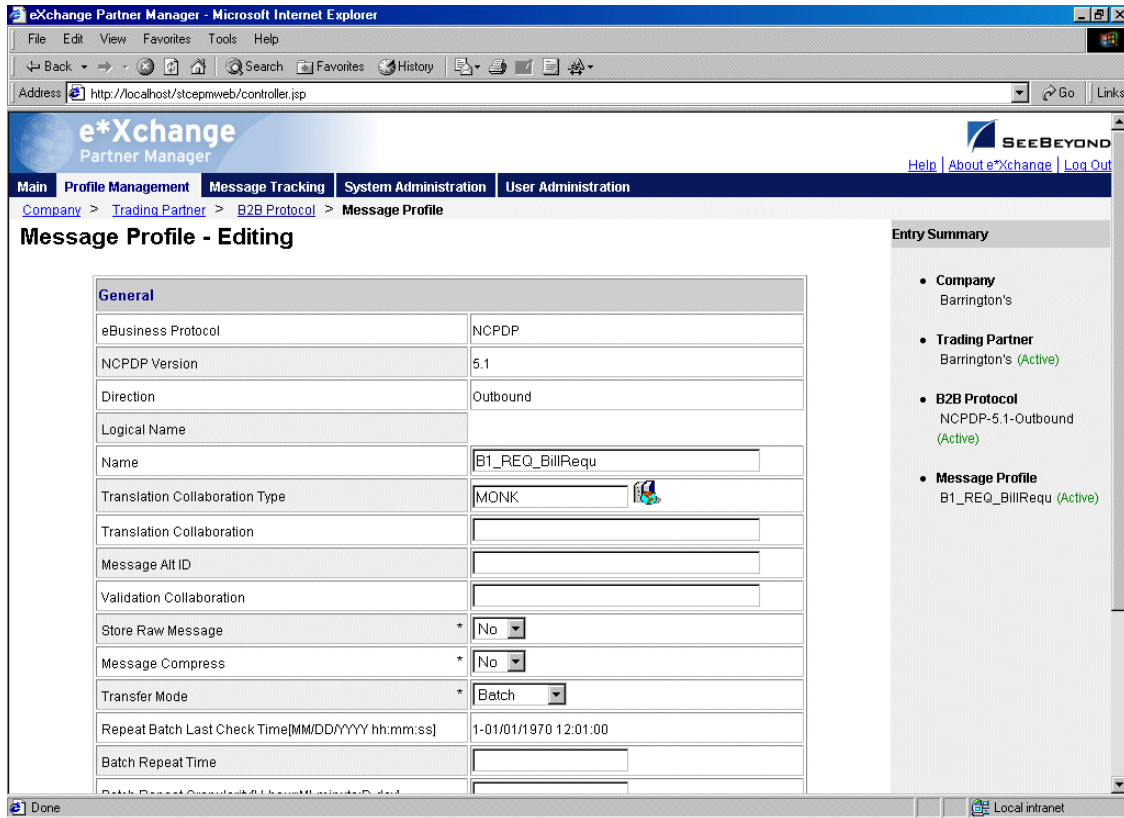 eXchange Partner Manager - Microsoft Internet Explorer
File Edit View Favorites Tools Help
Back Search Favorites History
Address http://localhost/stcepmweb/controller.jsp Go Links
e*Xchange
Partner Manager
SEEBEYOND
Help | About e*Xchange | Log Out
Main Profile Management Message Tracking System Administration User Administration
Company > Trading Partner > B2B Protocol > Message Profile
Message Profile - Editing
General
eBusiness Protocol NCPDP
NCPDP Version 5.1
Direction Outbound
Logical Name
Name B1_REQ_BillRequ
Translation Collaboration Type MONK
Translation Collaboration
Message Alt ID
Validation Collaboration
Store Raw Message * No
Message Compress * No
Transfer Mode * Batch
Repeat Batch Last Check Time[MM/DD/YYYY hh:mm:ss] 1-01/01/1970 12:01:00
Batch Repeat Time
Entry Summary
• Company
Barrington's
• Trading Partner
Barrington's (Active)
• B2B Protocol
NCPDP-5.1-Outbound
(Active)
• Message Profile
B1_REQ_BillRequ (Active)
Done Local intranet